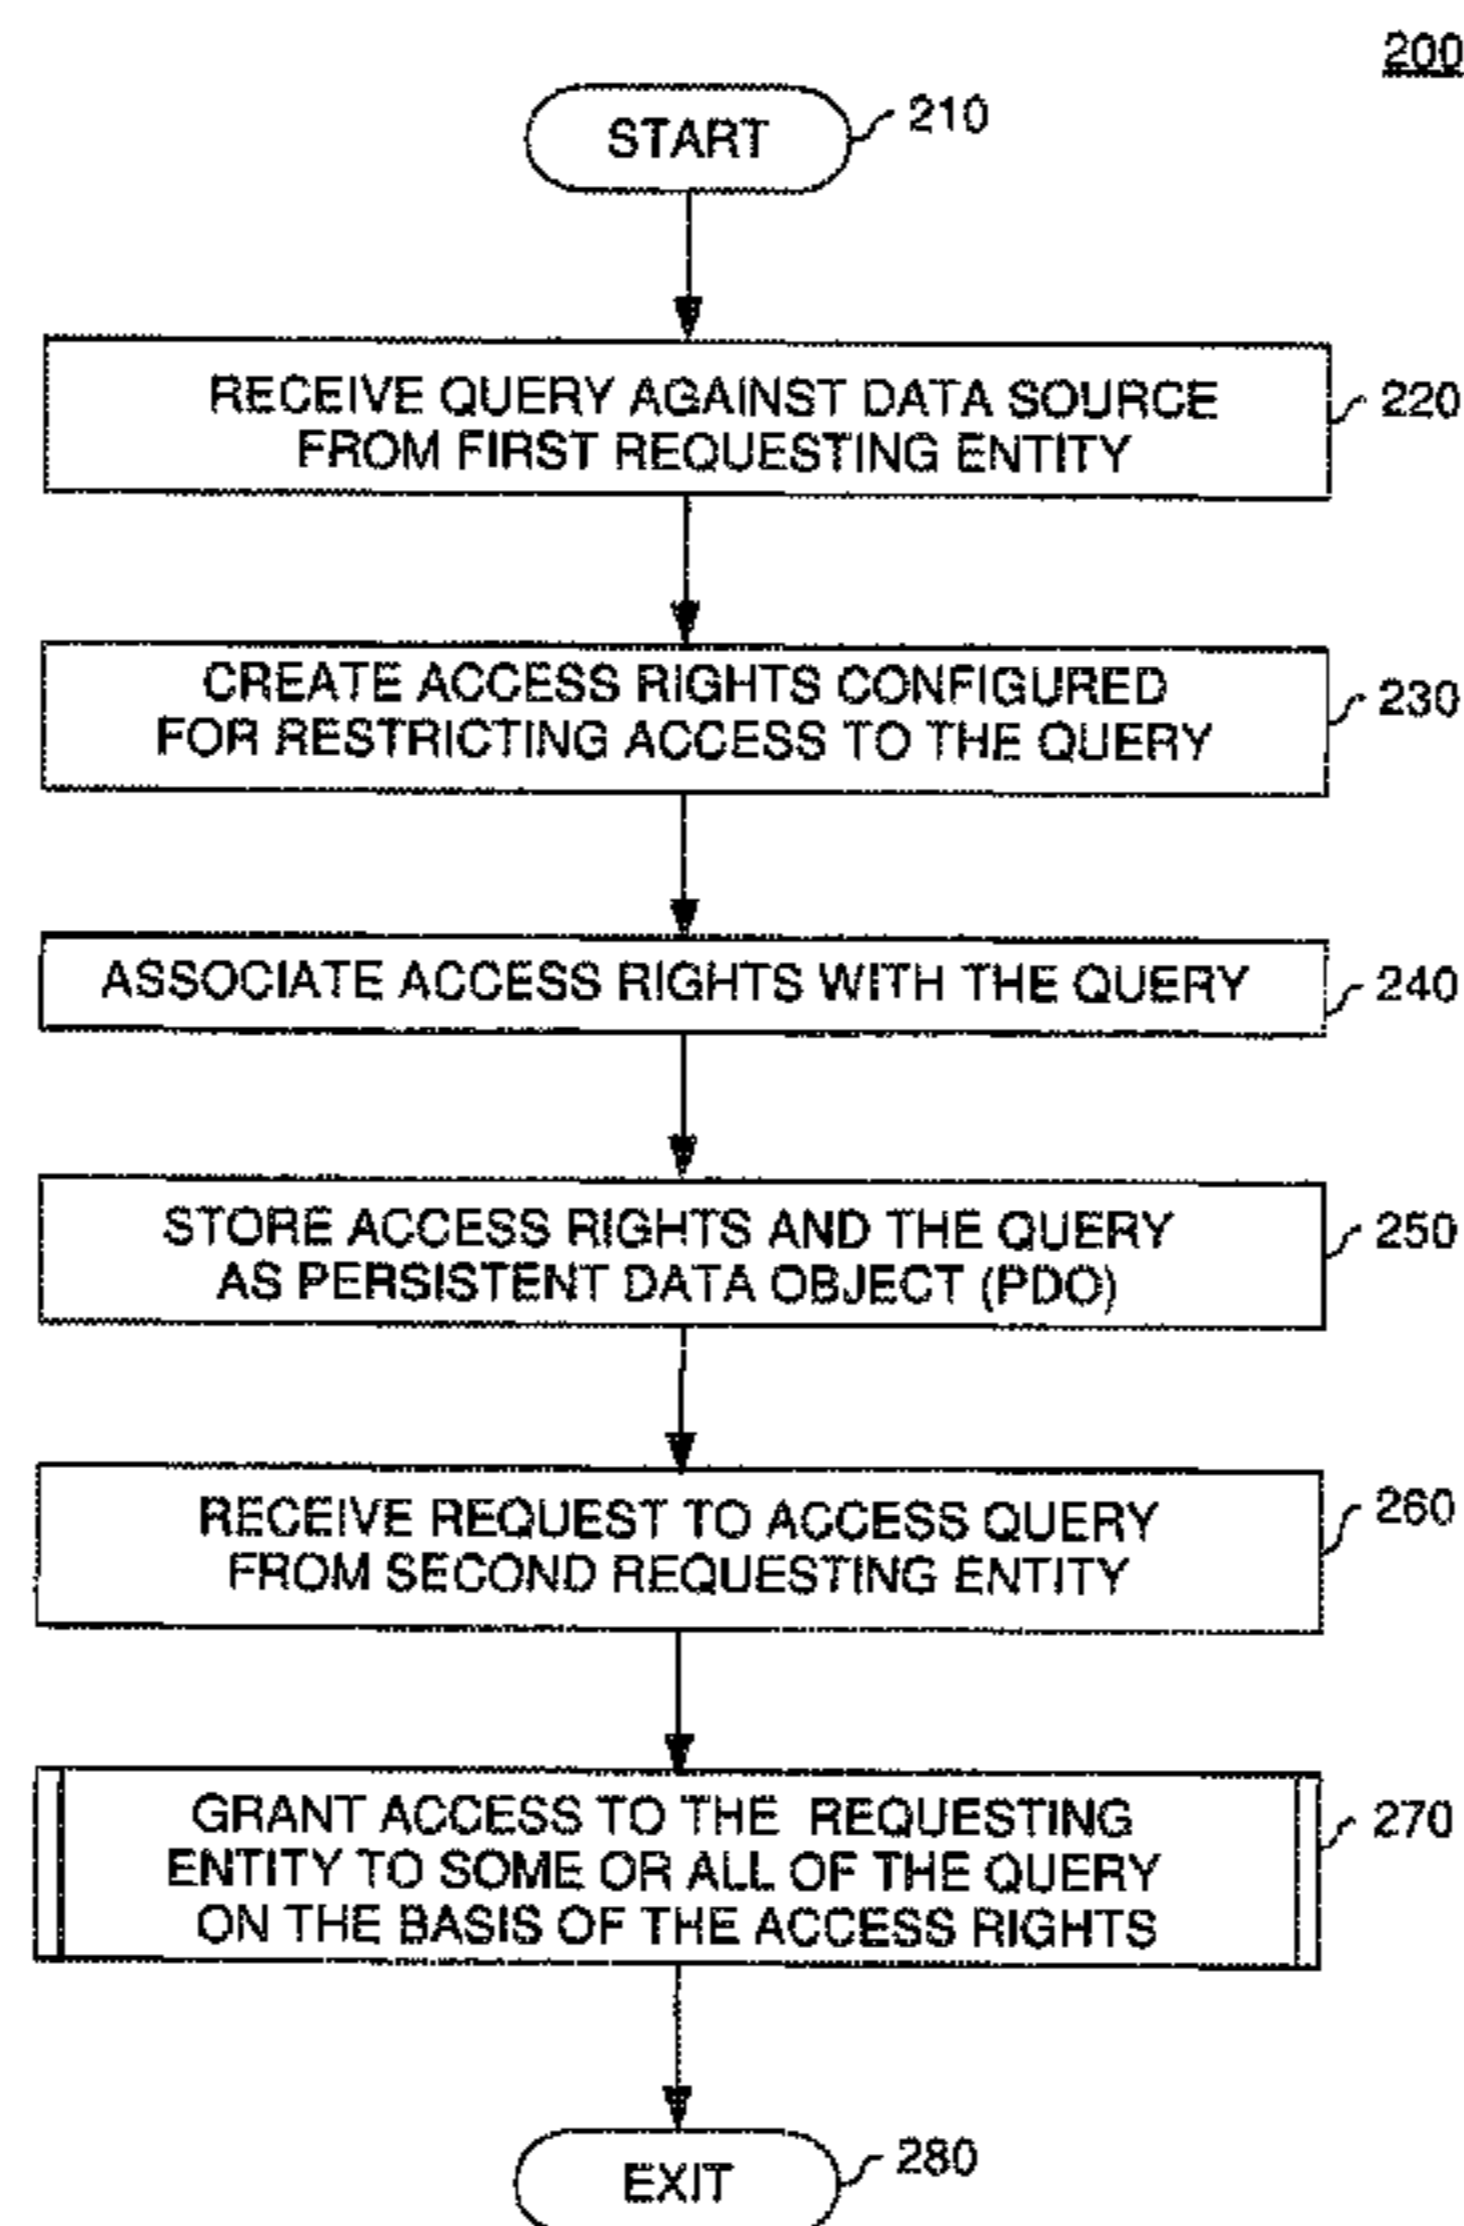 200
START
210
RECEIVE QUERY AGAINST DATA SOURCE
FROM FIRST REQUESTING ENTITY
220
CREATE ACCESS RIGHTS CONFIGURED
FOR RESTRICTING ACCESS TO THE QUERY
230
ASSOCIATE ACCESS RIGHTS WITH THE QUERY
240
STORE ACCESS RIGHTS AND THE QUERY
AS PERSISTENT DATA OBJECT (PDO)
250
RECEIVE REQUEST TO ACCESS QUERY
FROM SECOND REQUESTING ENTITY
260
GRANT ACCESS TO THE REQUESTING
ENTITY TO SOME OR ALL OF THE QUERY
ON THE BASIS OF THE ACCESS RIGHTS
270
EXIT
280